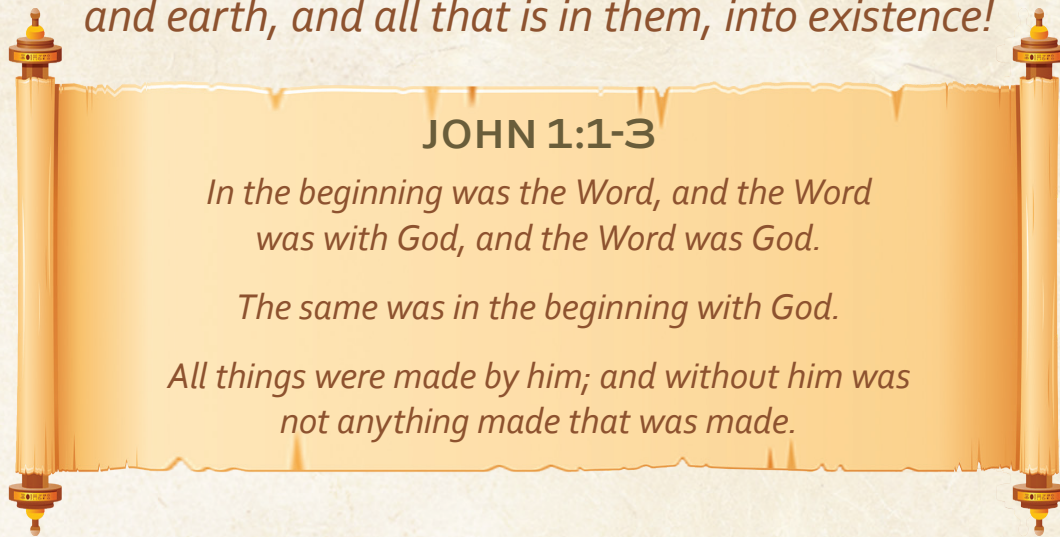 and earth, and all that is in them, into existence!
JOHN 1:1-3
In the beginning was the Word, and the Word
was with God, and the Word was God.
The same was in the beginning with God.
All things were made by him; and without him was
not anything made that was made.